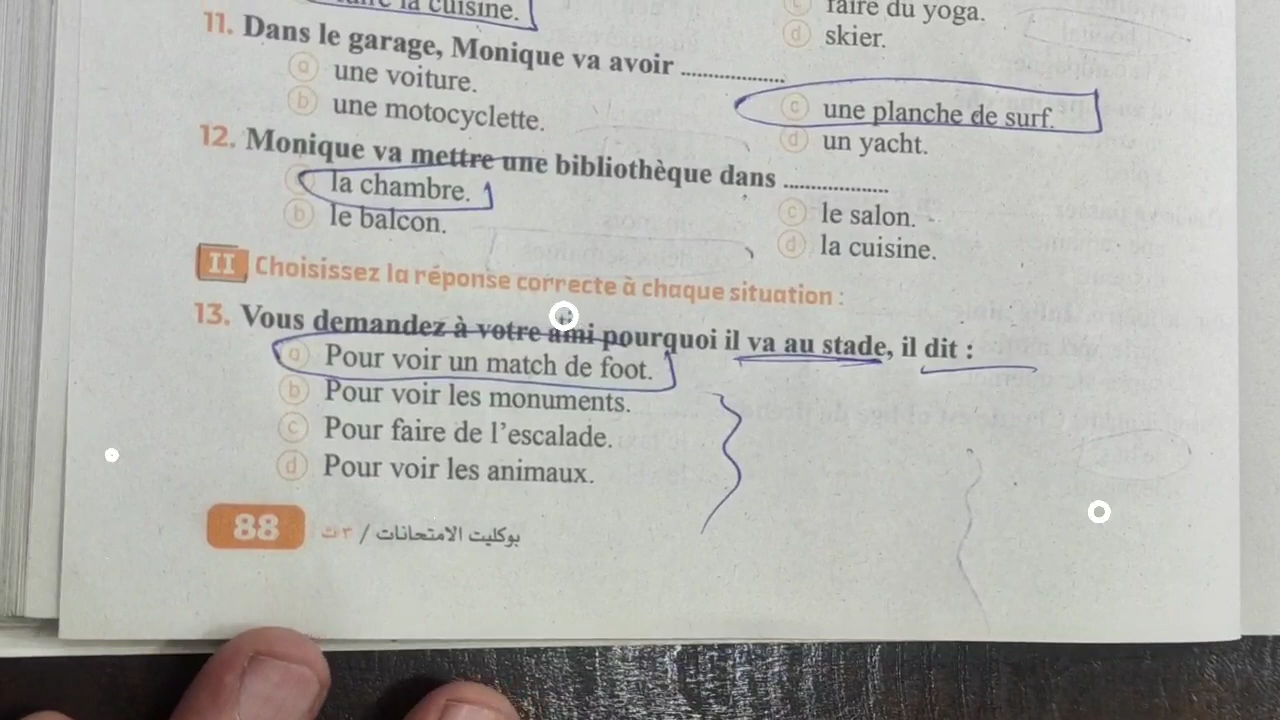 la cuisine.
c faire du yoga.
d skier.
11. Dans le garage, Monique va avoir ..................
a une voiture.
b une motocyclette.
c une planche de surf.
d un yacht.
12. Monique va mettre une bibliothèque dans ..................
la chambre.
b le balcon.
c le salon.
d la cuisine.
II Choisissez la réponse correcte à chaque situation :
13. Vous demandez à votre ami pourquoi il va au stade, il dit :
a Pour voir un match de foot.
b Pour voir les monuments.
c Pour faire de l'escalade.
d Pour voir les animaux.
88 بوكليت الامتحانات / ٣ ث